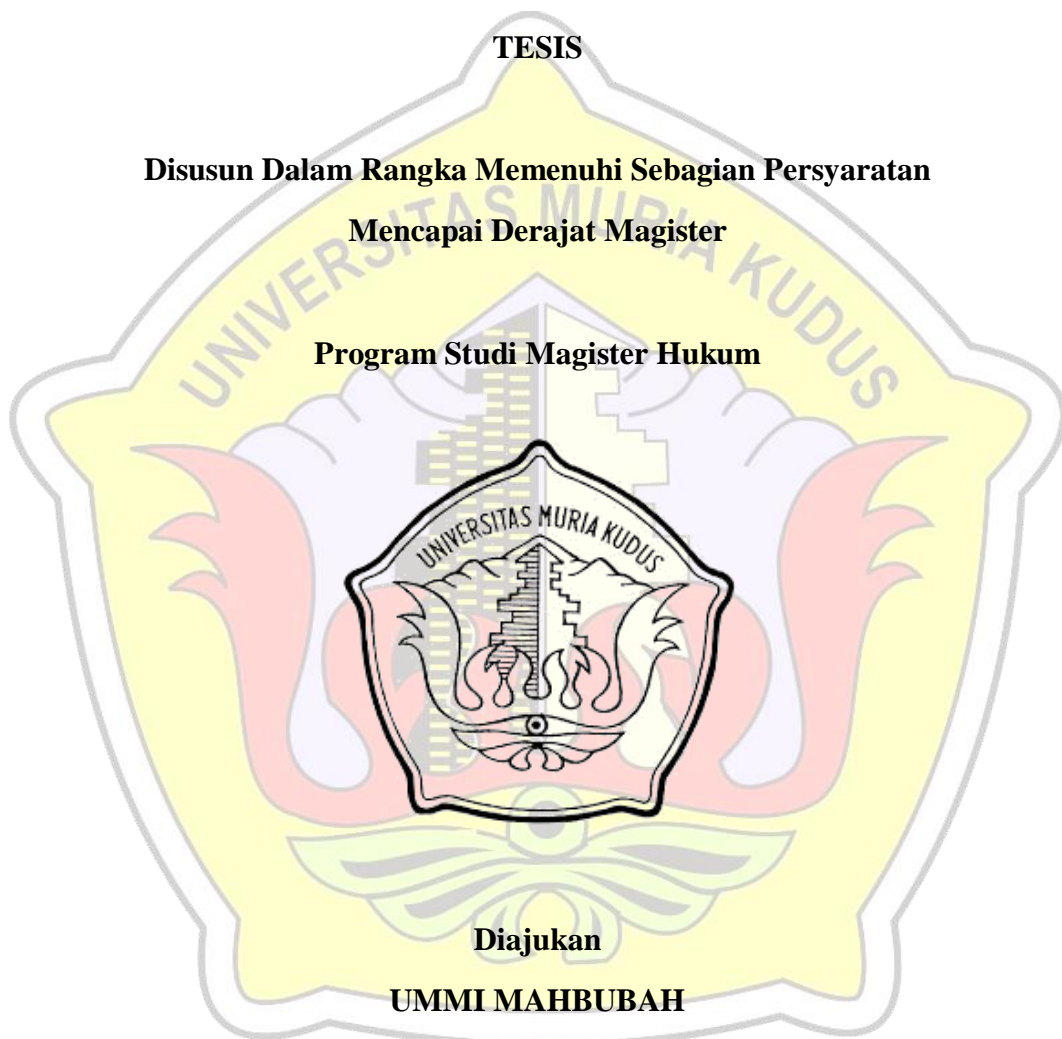 TESIS
Disusun Dalam Rangka Memenuhi Sebagian Persyaratan
Mencapai Derajat Magister
UNIVERSITAS MURIA KUDUS
Program Studi Magister Hukum
UNIVERSITAS MURIA KUDUS
Diajukan
UMMI MAHBUBAH